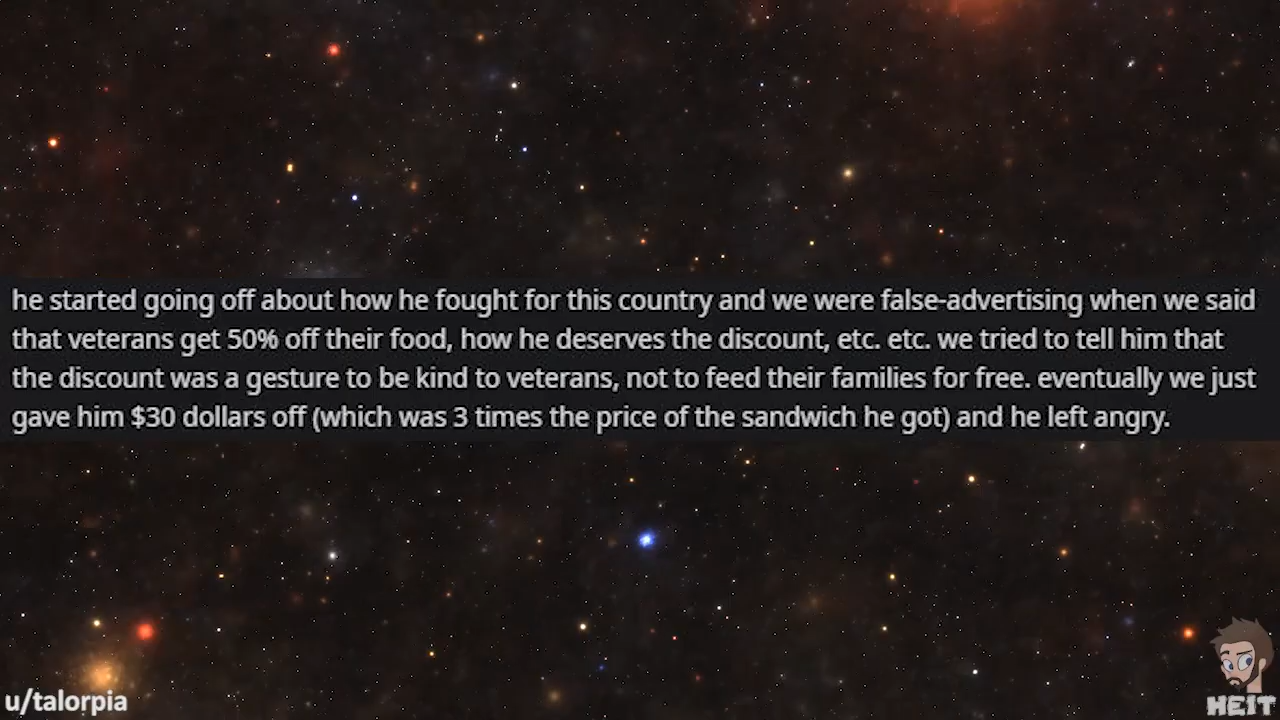 he started going off about how he fought for this country and we were false-advertising when we said
that veterans get 50% off their food, how he deserves the discount, etc. etc. we tried to tell him that
the discount was a gesture to be kind to veterans, not to feed their families for free. eventually we just
gave him $30 dollars off (which was 3 times the price of the sandwich he got) and he left angry.
u/talorpia
HEIT